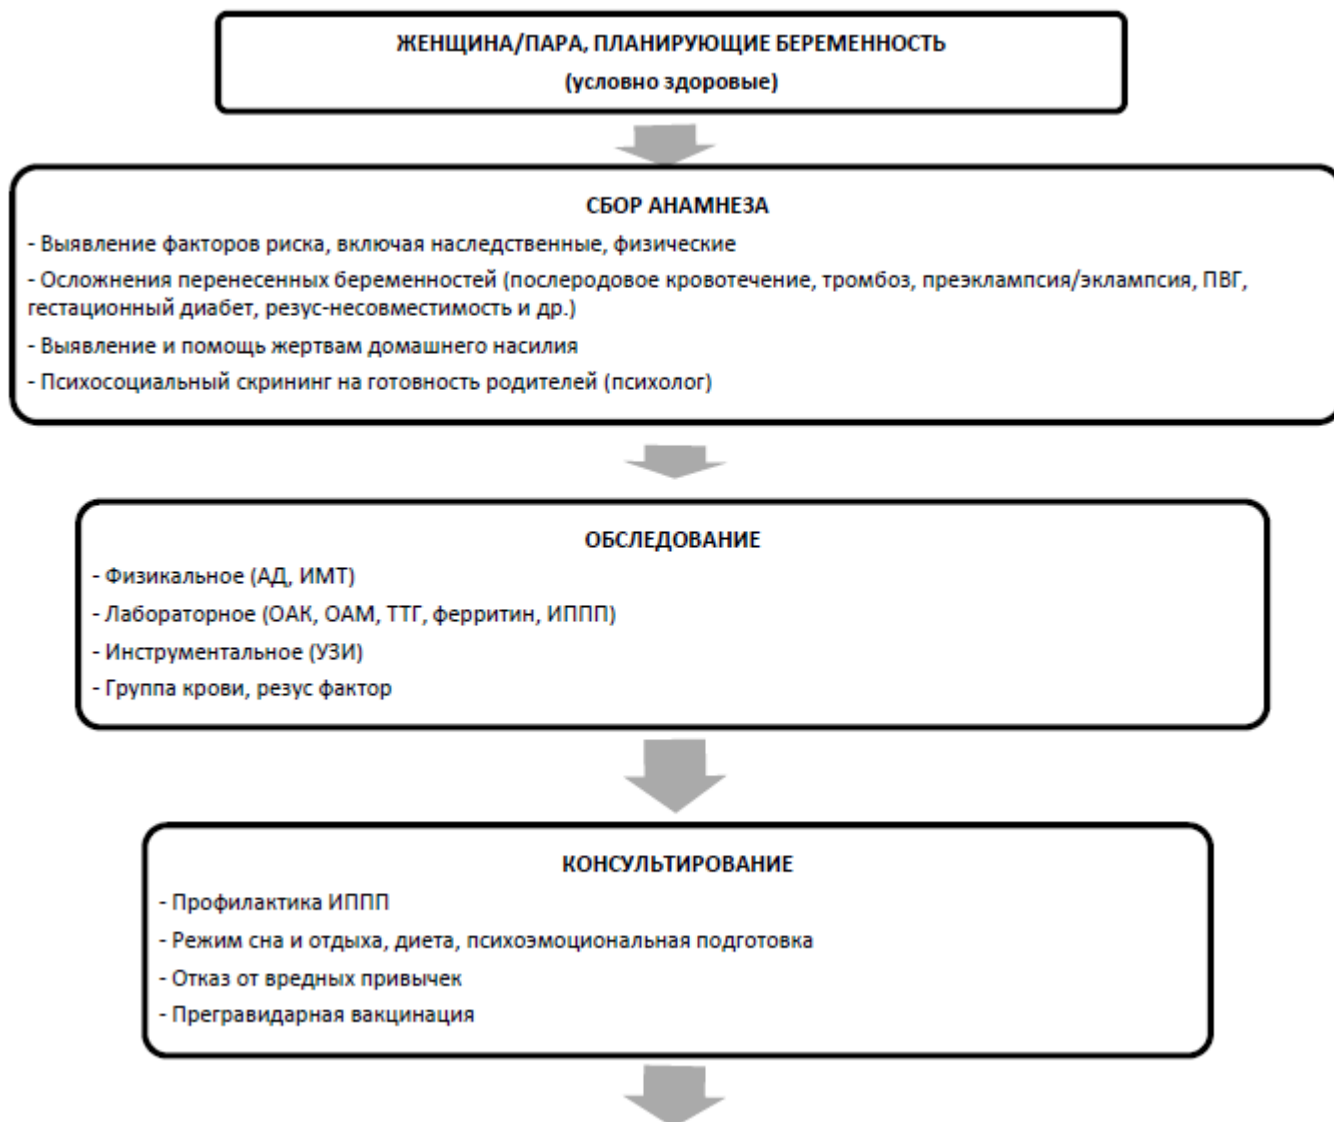 ЖЕНЩИНА/ПАРА, ПЛАНИРУЮЩИЕ БЕРЕМЕННОСТЬ
(условно здоровые)
СБОР АНАМНЕЗА
- Выявление факторов риска, включая наследственные, физические
- Осложнения перенесенных беременностей (послеродовое кровотечение, тромбоз, преэклампсия/эклампсия, ПВГ,
гестационный диабет, резус-несовместимость и др.)
- Выявление и помощь жертвам домашнего насилия
- Психосоциальный скрининг на готовность родителей (психолог)
ОБСЛЕДОВАНИЕ
- Физикальное (АД, ИМТ)
- Лабораторное (ОАК, ОАМ, ТТГ, ферритин, ИППП)
- Инструментальное (УЗИ)
- Группа крови, резус фактор
КОНСУЛЬТИРОВАНИЕ
- Профилактика ИППП
- Режим сна и отдыха, диета, психоэмоциональная подготовка
- Отказ от вредных привычек
- Прегравидарная вакцинация